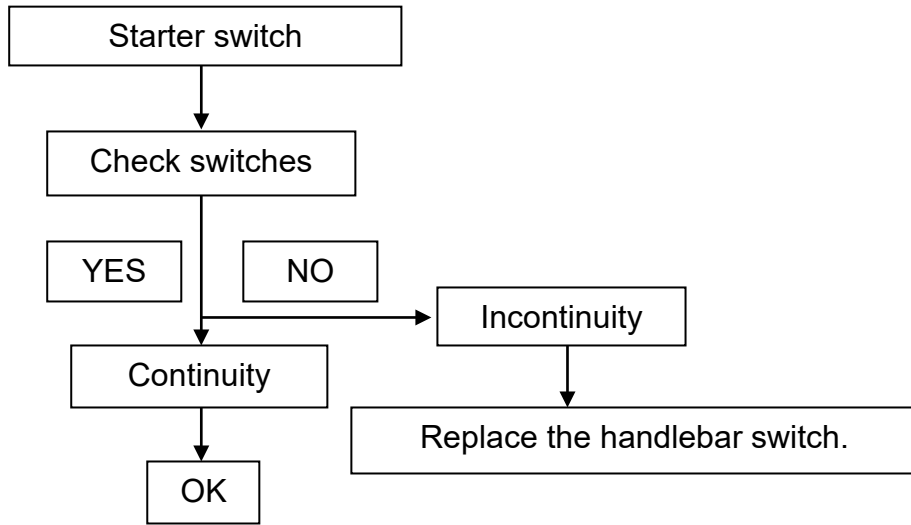 Starter switch
Check switches
YES
NO
Incontinuity
Continuity
Replace the handlebar switch.
OK